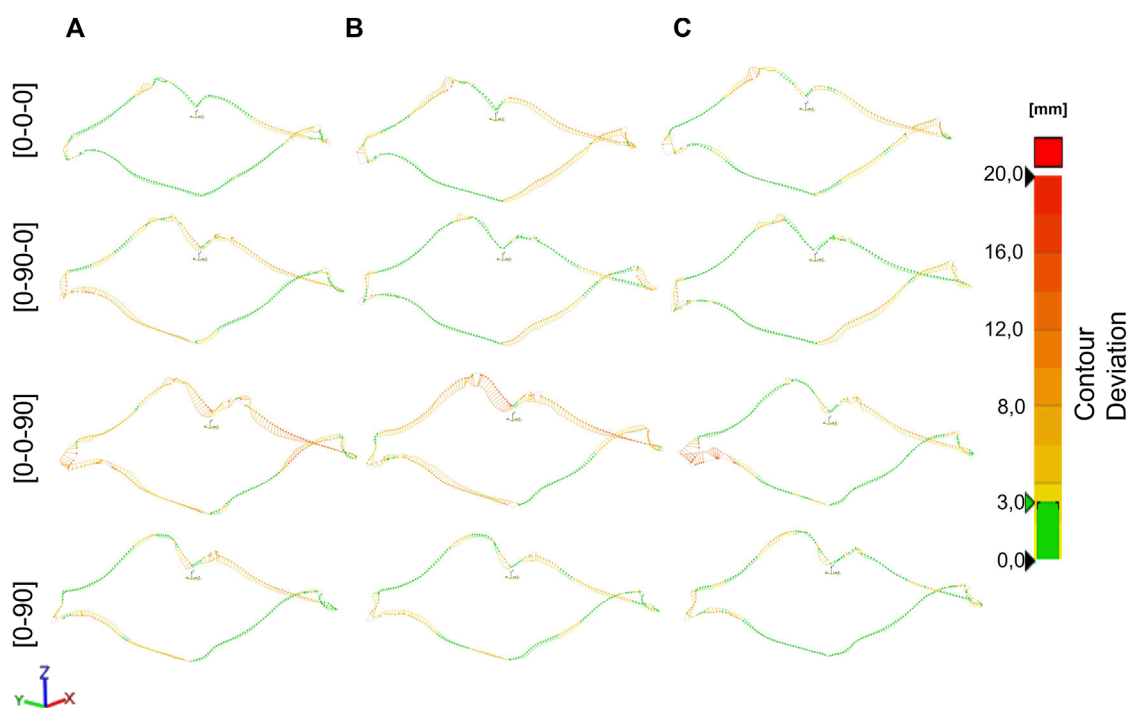 A B C
[0-0-0]
[0-90-0]
[0-0-90]
[0-90]
[mm]
20,0
16,0
12,0
8,0
3,0
0,0
Contour
Deviation
Z
Y X